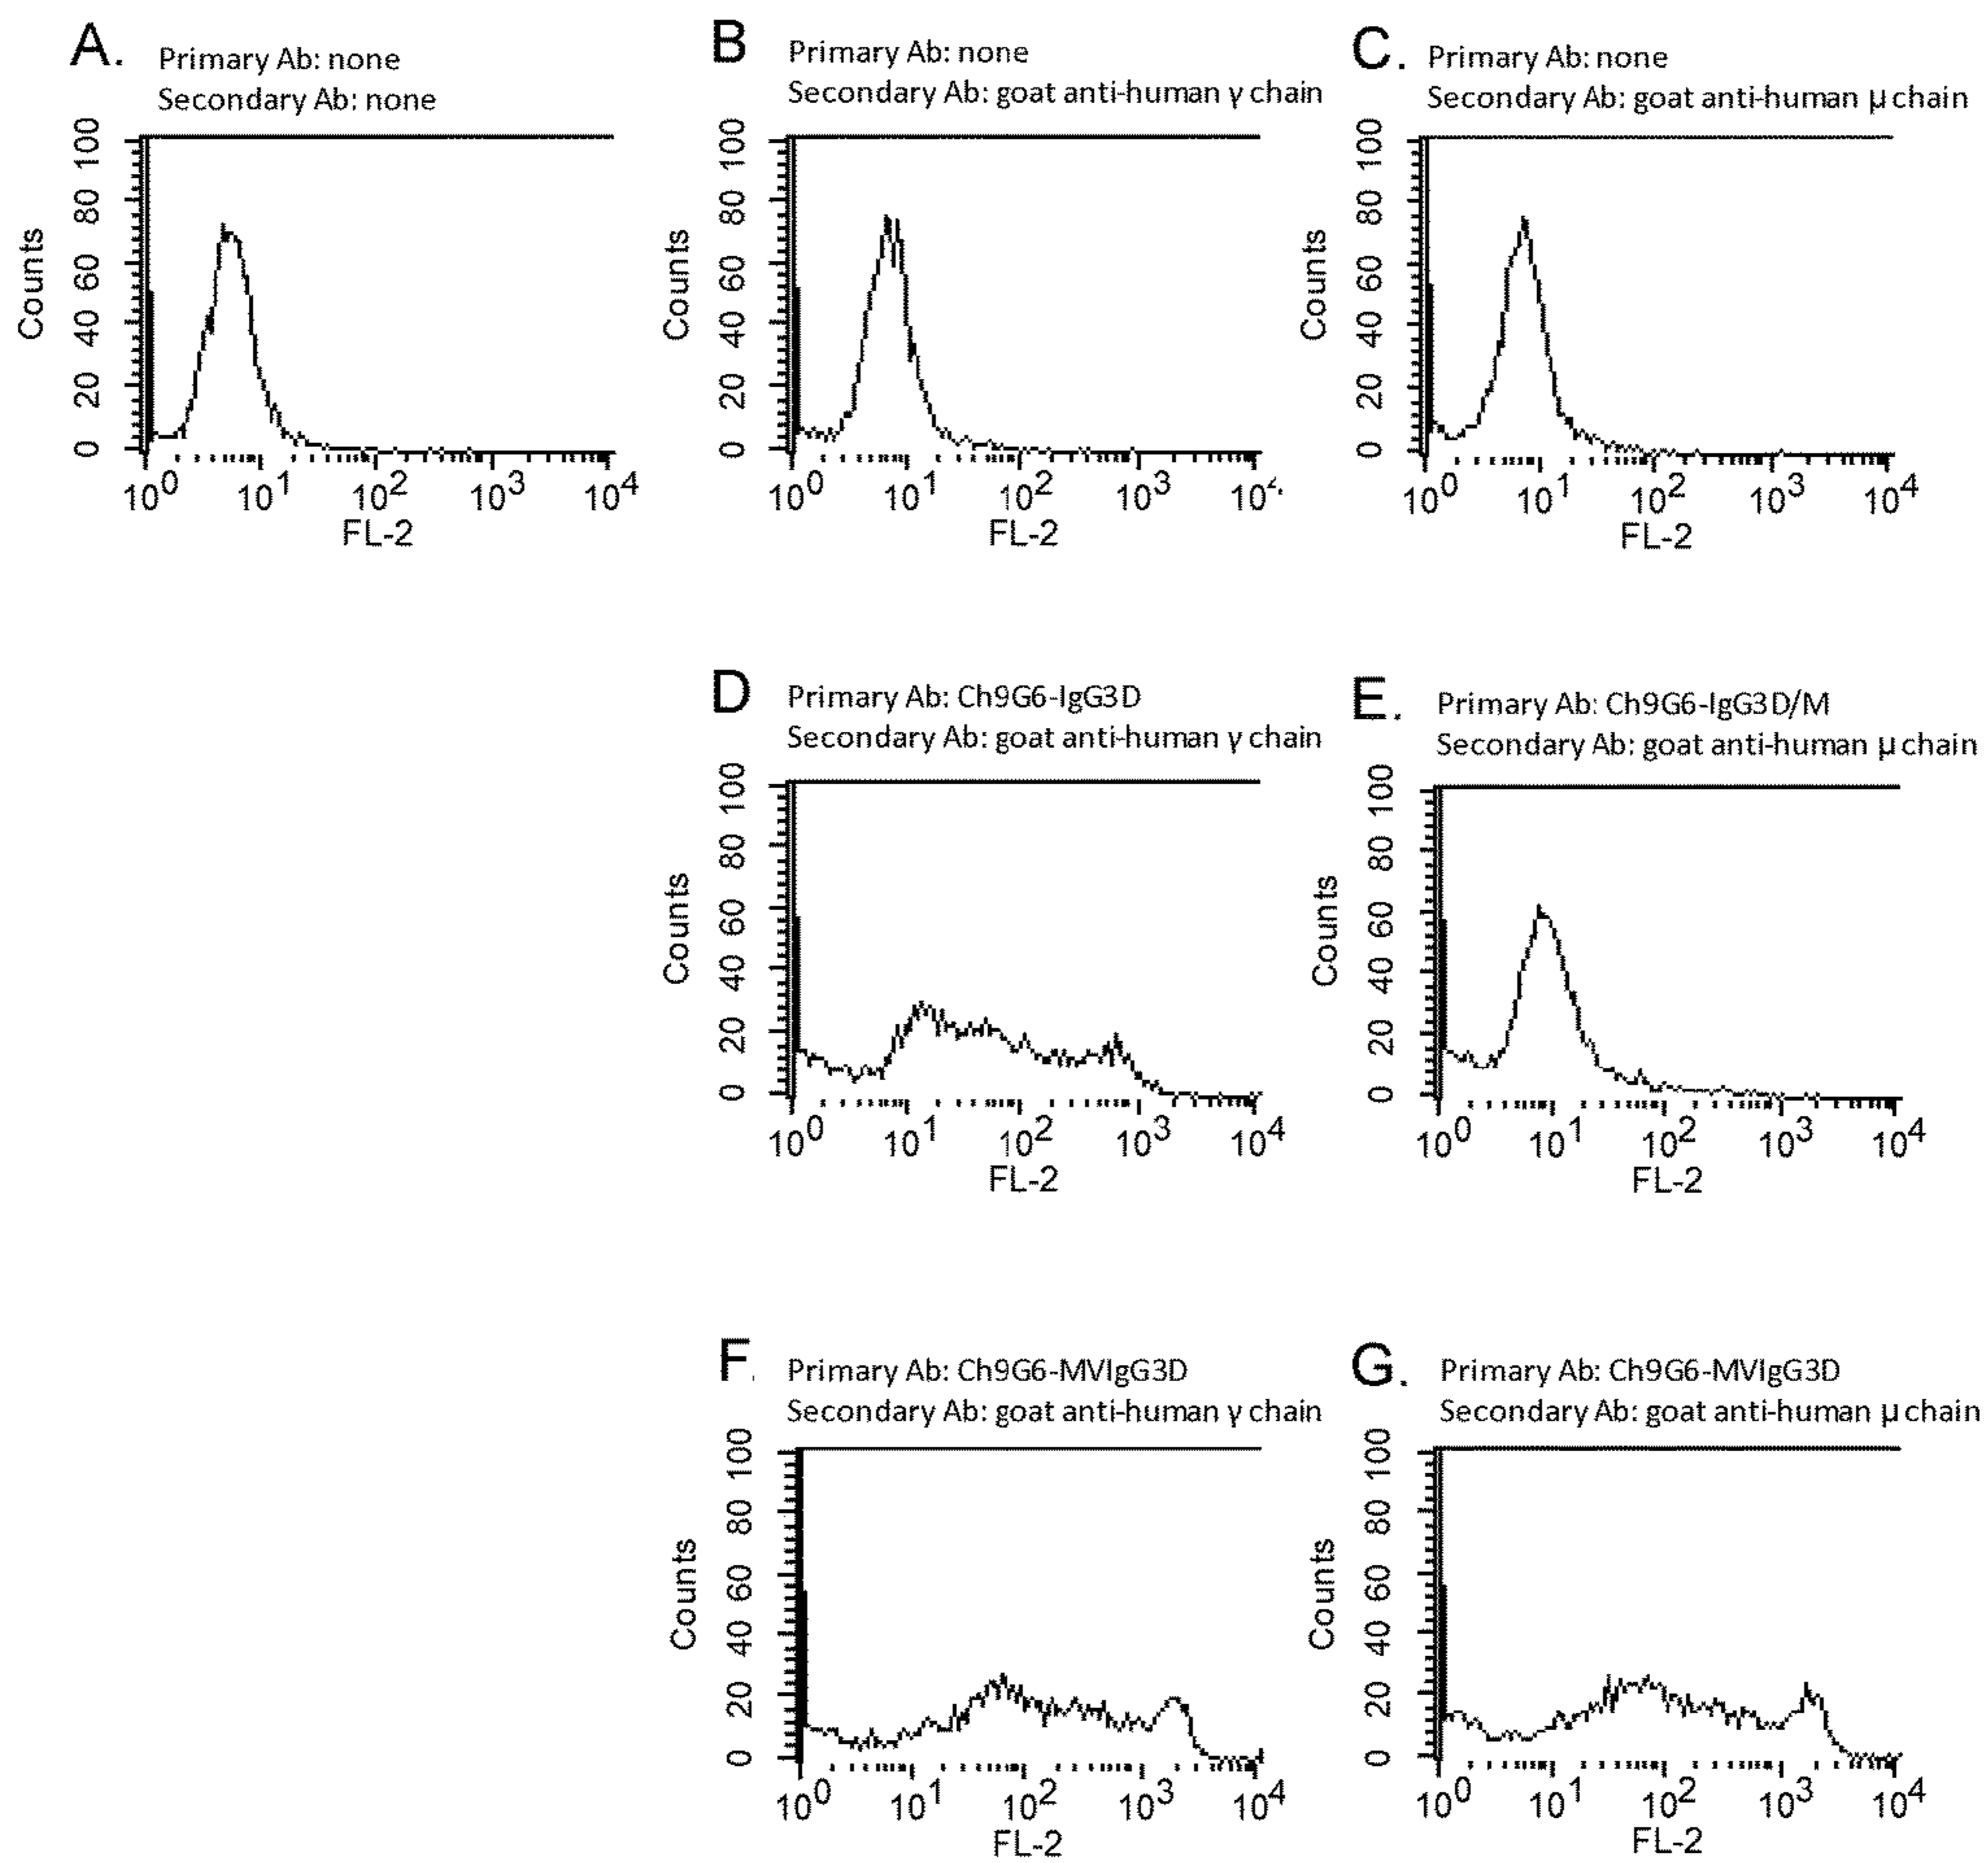 A. Primary Ab: none
Secondary Ab: none
100
80
60
40
20
0
Counts
10^0 10^1 10^2 10^3 10^4
FL-2
B Primary Ab: none
Secondary Ab: goat anti-human γ chain
100
80
60
40
20
0
Counts
10^0 10^1 10^2 10^3
FL-2
C. Primary Ab: none
Secondary Ab: goat anti-human μ chain
100
80
60
40
20
0
Counts
10^0 10^1 10^2 10^3 10^4
FL-2
D Primary Ab: Ch9G6-IgG3D
Secondary Ab: goat anti-human γ chain
100
80
60
40
20
0
Counts
10^0 10^1 10^2 10^3 10^4
FL-2
E. Primary Ab: Ch9G6-IgG3D/M
Secondary Ab: goat anti-human μ chain
100
80
60
40
20
0
Counts
10^0 10^1 10^2 10^3 10^4
FL-2
F. Primary Ab: Ch9G6-MVIgG3D
Secondary Ab: goat anti-human γ chain
100
80
60
40
20
0
Counts
10^0 10^1 10^2 10^3 10^4
FL-2
G. Primary Ab: Ch9G6-MVIgG3D
Secondary Ab: goat anti-human μ chain
100
80
60
40
20
0
Counts
10^0 10^1 10^2 10^3 10^4
FL-2